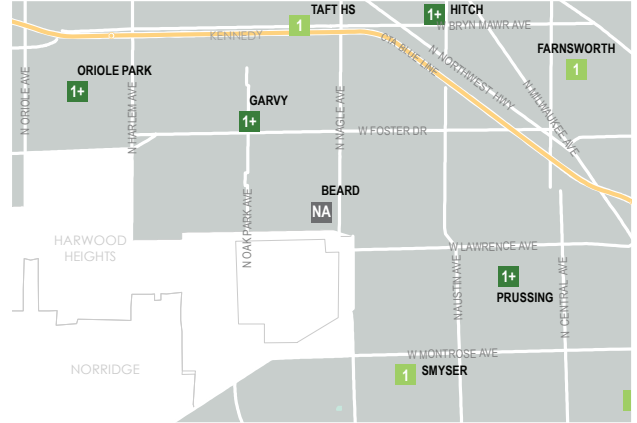 TAFT HS
1
1+
HITCH
W BRYN MAWR AVE
KENNEDY
CTA BLUE LINE
N NORTHWEST HWY
FARNSWORTH
1
N ORIOLE AVE
ORIOLE PARK
1+
N HARLEM AVE
GARVY
1+
N NAGLE AVE
W FOSTER DR
N MILWAUKEE AVE
BEARD
NA
N OAK PARK AVE
HARWOOD
HEIGHTS
W LAWRENCE AVE
N AUSTIN AVE
1+
PRUSSING
N CENTRAL AVE
W MONTROSE AVE
NORRIDGE
1
SMYSER